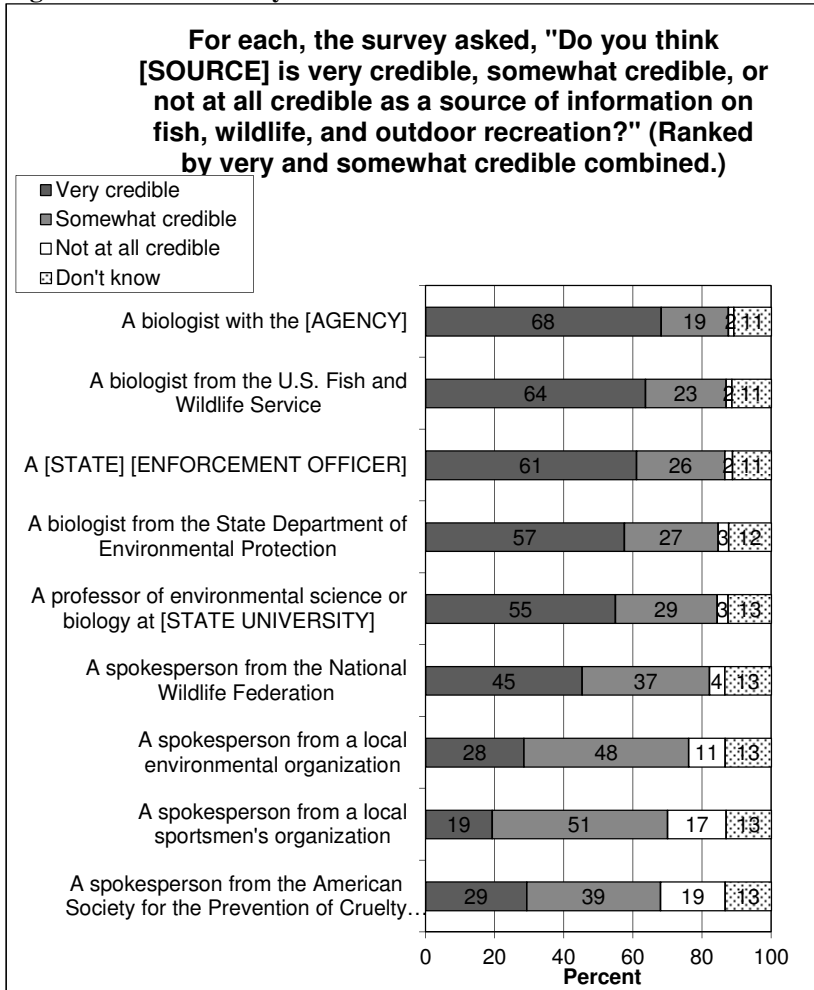 For each, the survey asked, "Do you think
[SOURCE] is very credible, somewhat credible, or
not at all credible as a source of information on
fish, wildlife, and outdoor recreation?" (Ranked
by very and somewhat credible combined.)
Very credible
Somewhat credible
Not at all credible
Don't know
A biologist with the [AGENCY]
68 19 2 11
A biologist from the U.S. Fish and
Wildlife Service
64 23 2 11
A [STATE] [ENFORCEMENT OFFICER]
61 26 2 11
A biologist from the State Department of
Environmental Protection
57 27 3 12
A professor of environmental science or
biology at [STATE UNIVERSITY]
55 29 3 13
A spokesperson from the National
Wildlife Federation
45 37 4 13
A spokesperson from a local
environmental organization
28 48 11 13
A spokesperson from a local
sportsmen's organization
19 51 17 13
A spokesperson from the American
Society for the Prevention of Cruelty…
29 39 19 13
0 20 40 60 80 100
Percent